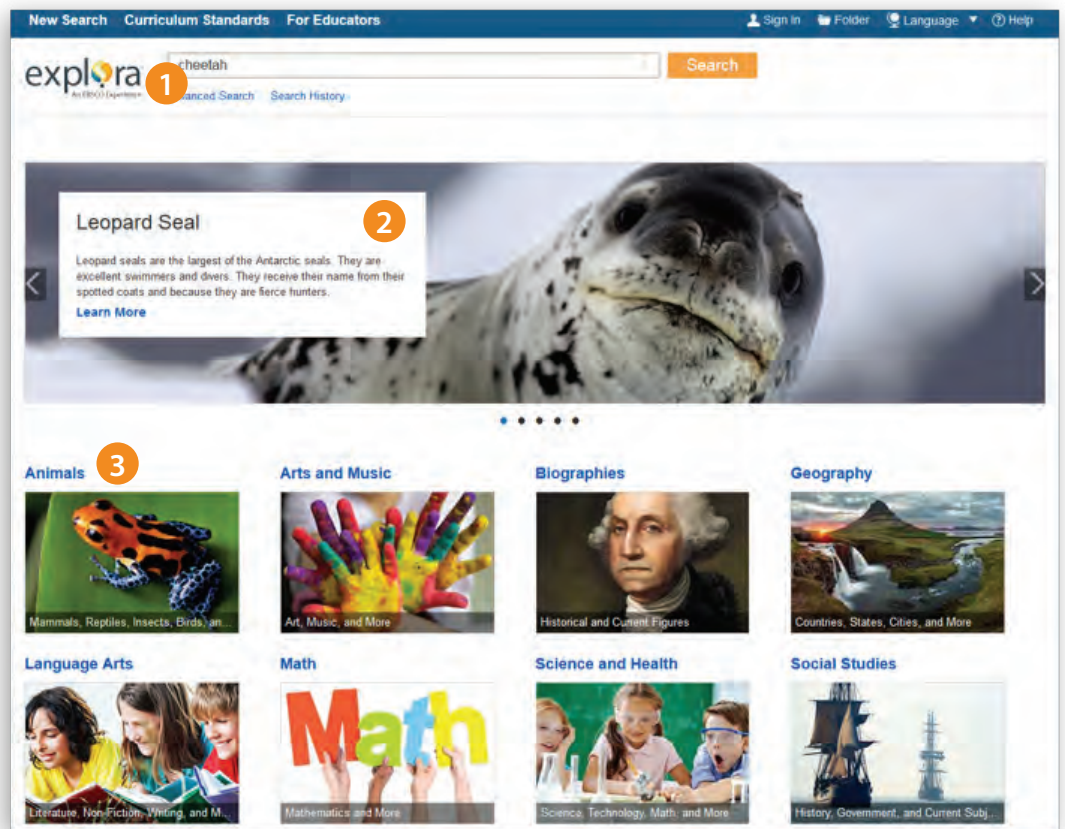 New Search Curriculum Standards For Educators Sign In Folder Language ▼ ? Help
explora
An EBSCO Experience
1
cheetah
Search
anced Search Search History
Leopard Seal
2
Leopard seals are the largest of the Antarctic seals. They are
excellent swimmers and divers. They receive their name from their
spotted coats and because they are fierce hunters.
Learn More
Animals
3
Arts and Music
Biographies
Geography
Mammals, Reptiles, Insects, Birds, an...
Art, Music, and More
Historical and Current Figures
Countries, States, Cities, and More
Language Arts
Math
Science and Health
Social Studies
Math
Literature, Non-Fiction, Writing, and M...
Mathematics and More
Science, Technology, Math, and More
History, Government, and Current Subj...